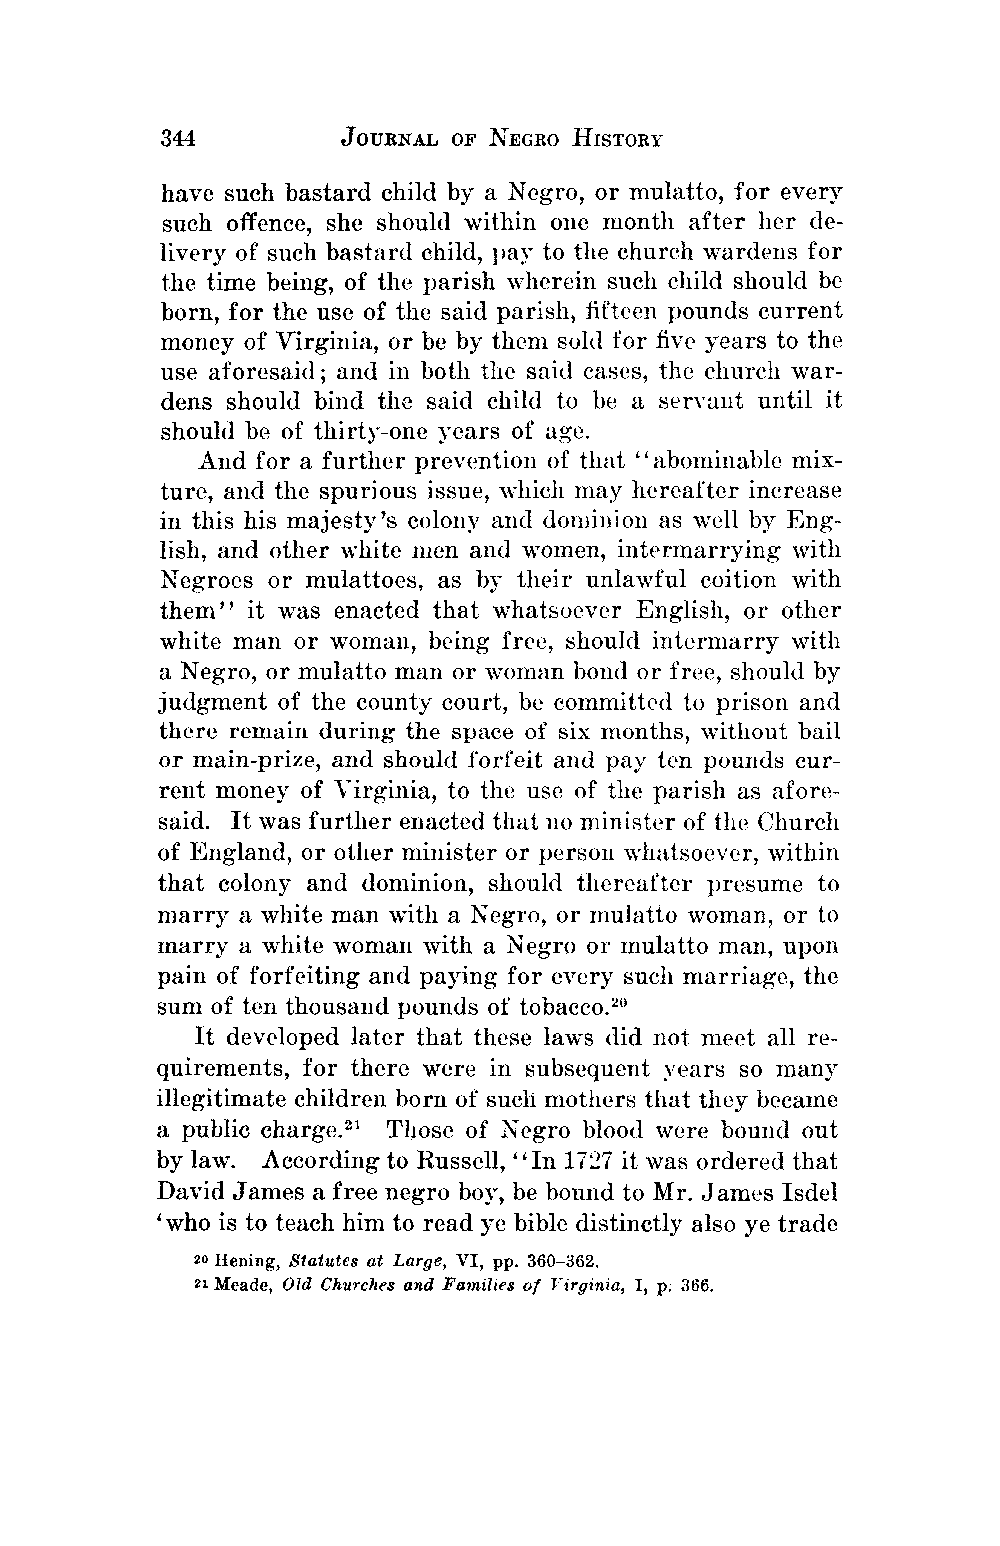 344 JOURNAL OF NEGRO HISTORY
have such bastard child by a Negro, or mulatto, for every
such offence, she should within one month after her de-
livery of such bastard child, pay to the church wardens for
the time being, of the parish wherein such child should be
born, for the use of the said parish, fifteen pounds current
money of Virginia, or be by them sold for five years to the
use aforesaid; and in both the said cases, the church war-
dens should bind the said child to be a servant until it
should be of thirty-one years of age.
And for a further prevention of that "abominable mix-
ture, and the spurious issue, which may hereafter increase
in this his majesty's colony and dominion as well by Eng-
lish, and other white men and women, intermarrying with
Negroes or mulattoes, as by their unlawful coition with
them" it was enacted that whatsoever English, or other
white man or woman, being free, should intermarry with
a Negro, or mulatto man or woman bond or free, should by
judgment of the county court, be committed to prison and
there remain during the space of six months, without bail
or main-prize, and should forfeit and pay ten pounds cur-
rent money of Virginia, to the use of the parish as afore-
said. It was further enacted that no minister of the Church
of England, or other minister or person whatsoever, within
that colony and dominion, should thereafter presume to
marry a white man with a Negro, or mulatto woman, or to
marry a white woman with a Negro or mulatto man, upon
pain of forfeiting and paying for every such marriage, the
sum of ten thousand pounds of tobacco.²⁰
It developed later that these laws did not meet all re-
quirements, for there were in subsequent years so many
illegitimate children born of such mothers that they became
a public charge.²¹ Those of Negro blood were bound out
by law. According to Russell, "In 1727 it was ordered that
David James a free negro boy, be bound to Mr. James Isdel
'who is to teach him to read ye bible distinctly also ye trade
²⁰ Hening, Statutes at Large, VI, pp. 360–362.
²¹ Meade, Old Churches and Families of Virginia, I, p. 366.